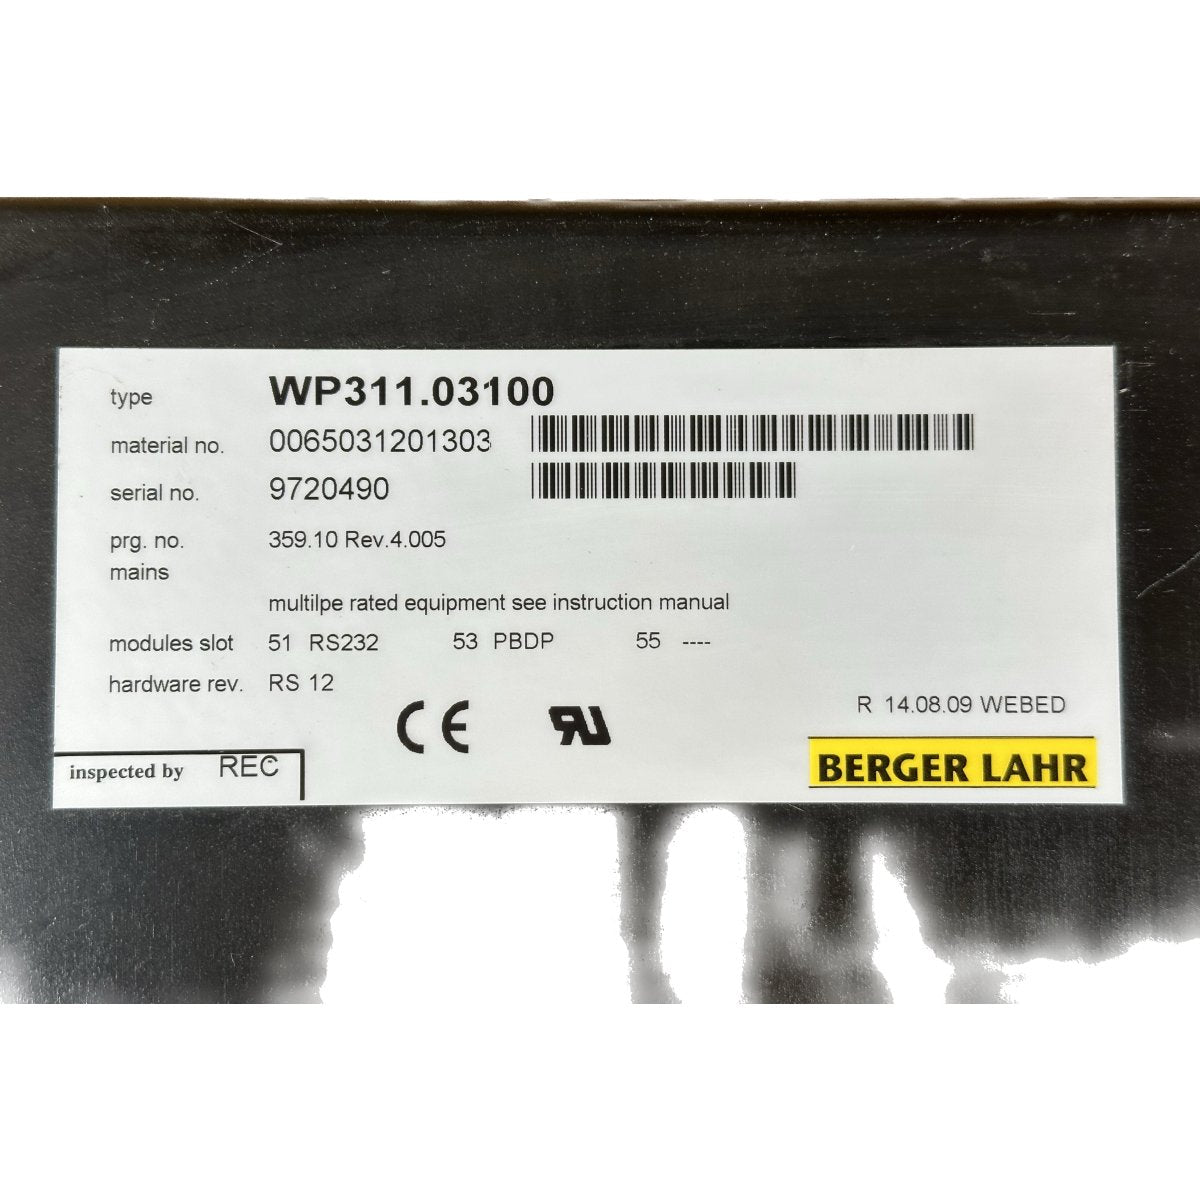 type WP311.03100
material no. 0065031201303
serial no. 9720490
prg. no. 359.10 Rev.4.005
mains
multilpe rated equipment see instruction manual
modules slot 51 RS232 53 PBDP 55 ----
hardware rev. RS 12
R 14.08.09 WEBED
CE RU
inspected by REC
BERGER LAHR